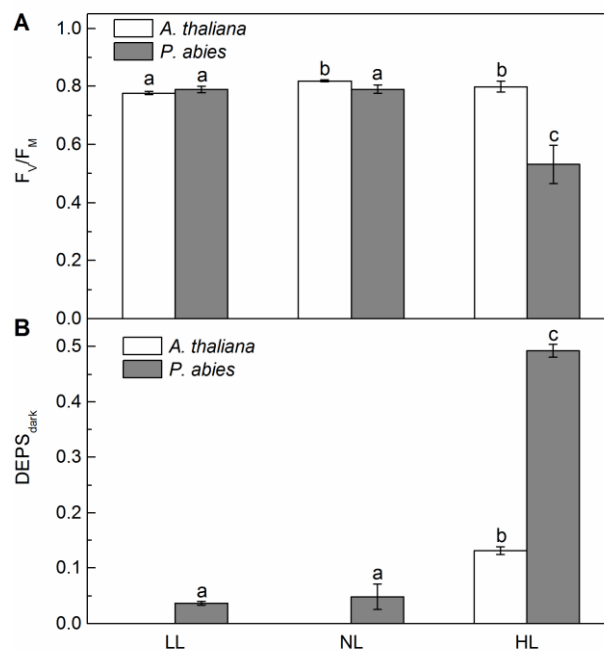 A
1.0
A. thaliana
P. abies
a
a
b
a
b
c
0.8
0.6
0.4
0.2
0.0
F_V/F_M
B
0.5
A. thaliana
P. abies
c
0.4
0.3
0.2
b
0.1
a
a
0.0
DEPS_dark
LL NL HL